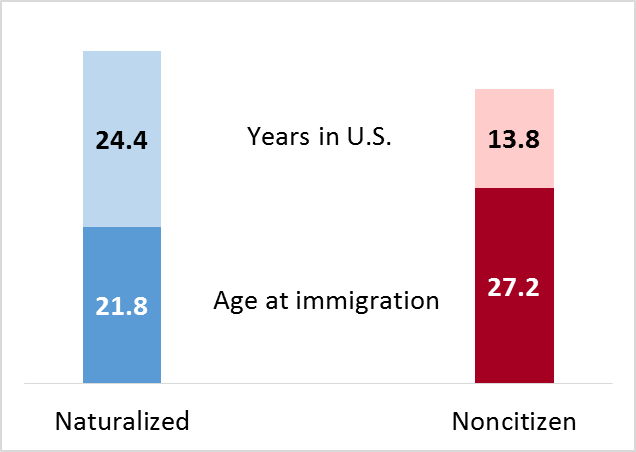 24.4
Years in U.S.
13.8
21.8
Age at immigration
27.2
Naturalized
Noncitizen